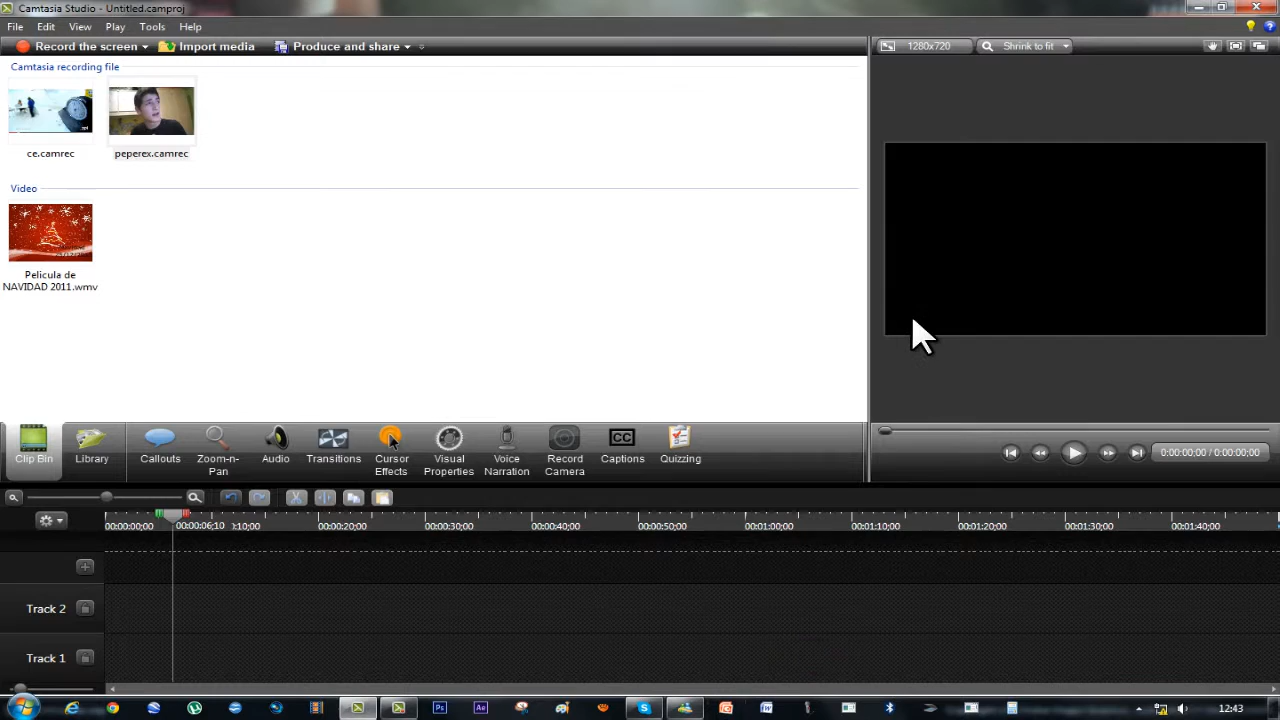 Camtasia Studio - Untitled.camproj
File Edit View Play Tools Help
Record the screen Import media Produce and share
1280x720 Shrink to fit
Camtasia recording file
ce.camrec peperex.camrec
Video
Pelicula de
NAVIDAD 2011.wmv
Clip Bin Library Callouts Zoom-n-
Pan Audio Transitions Cursor
Effects Visual
Properties Voice
Narration Record
Camera Captions Quizzing
0:00:00;00 / 0:00:00;00
00:00:00;00 00:00:06;10 :10;00 00:00:20;00 00:00:30;00 00:00:40;00 00:00:50;00 00:01:00;00 00:01:10;00 00:01:20;00 00:01:30;00 00:01:40;00
Track 2
Track 1
12:43